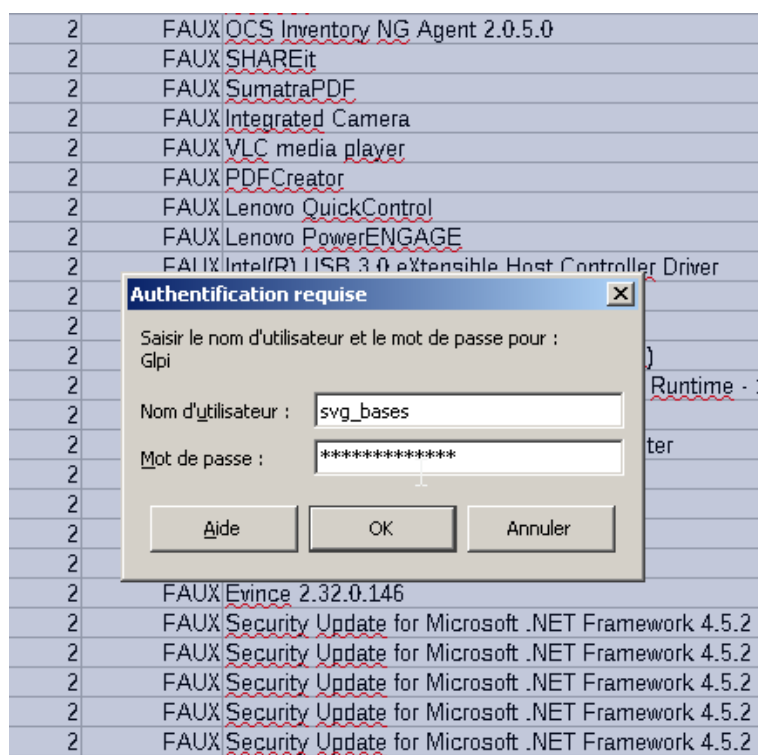 2 FAUX OCS Inventory NG Agent 2.0.5.0
2 FAUX SHAREit
2 FAUX SumatraPDF
2 FAUX Integrated Camera
2 FAUX VLC media player
2 FAUX PDFCreator
2 FAUX Lenovo QuickControl
2 FAUX Lenovo PowerENGAGE
2 FAUX Intel(R) USB 3.0 eXtensible Host Controller Driver
2
Authentification requise
2
Saisir le nom d'utilisateur et le mot de passe pour :
Glpi
2 )
2 Runtime -
Nom d'utilisateur : svg_bases
2
2 ter
Mot de passe : *************
2
2
2
Aide OK Annuler
2
2 FAUX Evince 2.32.0.146
2 FAUX Security Update for Microsoft .NET Framework 4.5.2
2 FAUX Security Update for Microsoft .NET Framework 4.5.2
2 FAUX Security Update for Microsoft .NET Framework 4.5.2
2 FAUX Security Update for Microsoft .NET Framework 4.5.2
2 FAUX Security Update for Microsoft .NET Framework 4.5.2